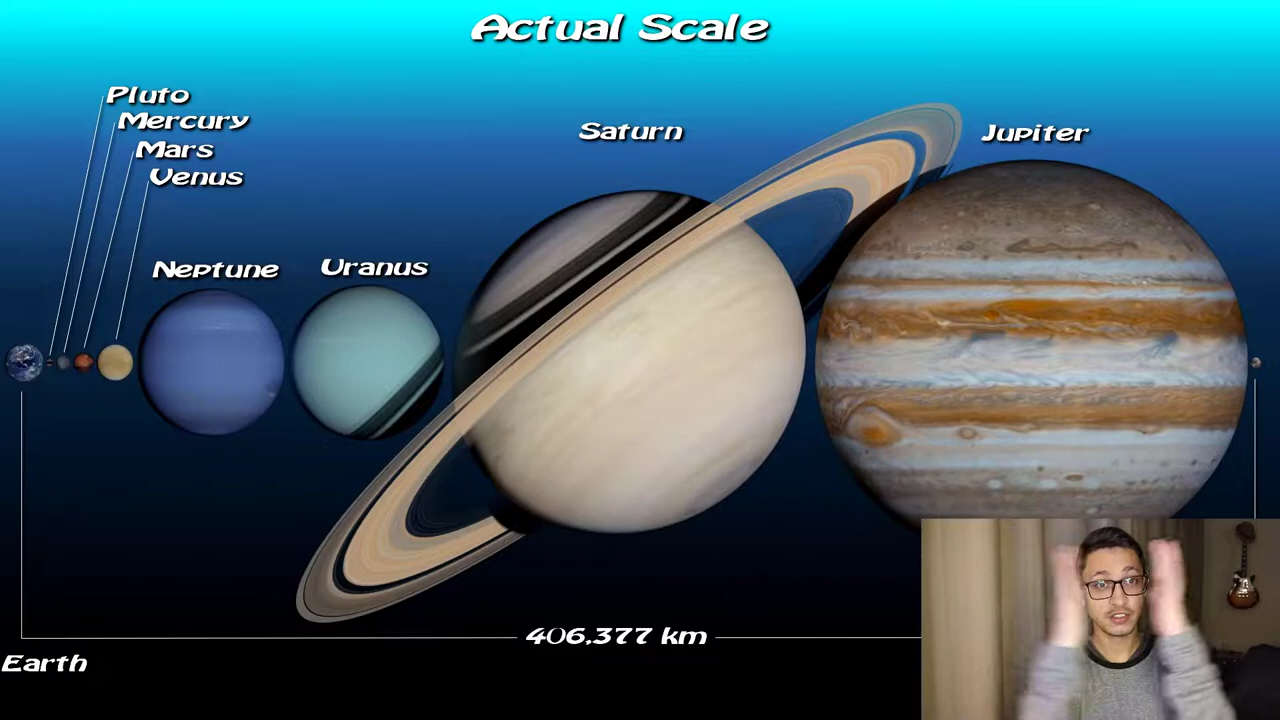 Actual Scale
Pluto
Mercury
Mars
Venus
Saturn
Jupiter
Neptune
Uranus
406,377 km
Earth